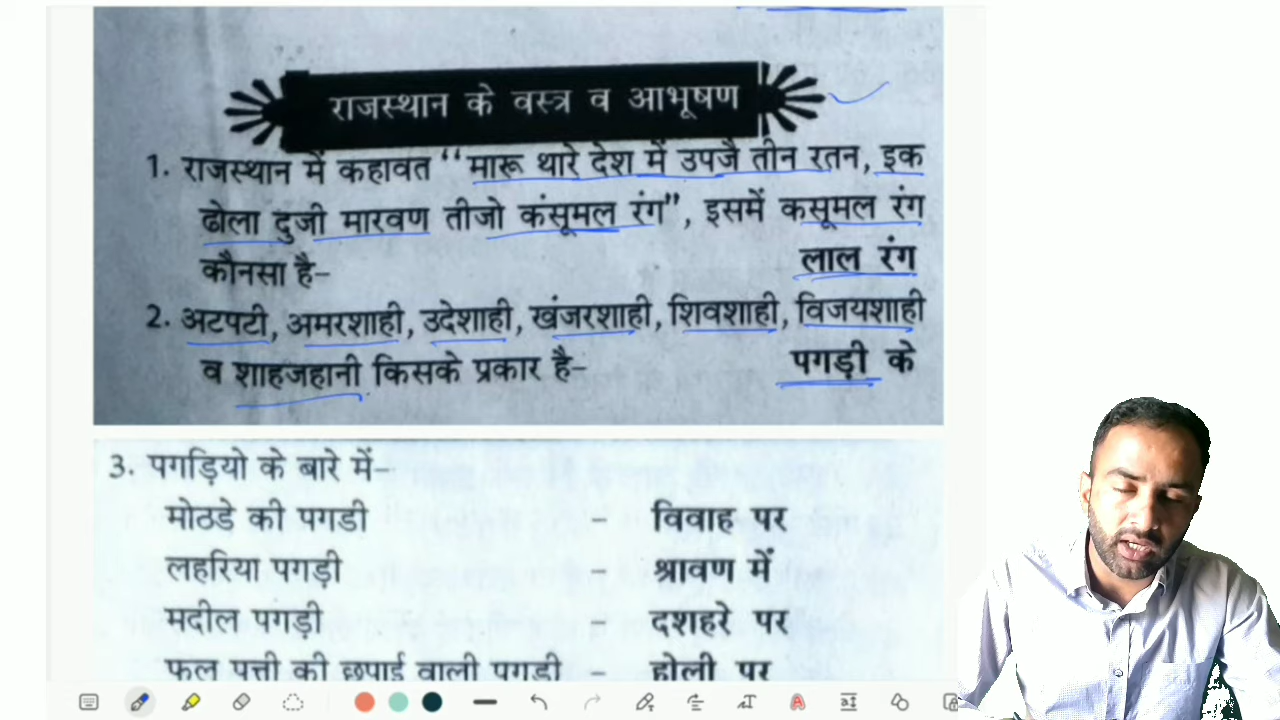 राजस्थान के वस्त्र व आभूषण
1. राजस्थान में कहावत “मारू थारे देश में उपजै तीन रतन, इक
ढोला दुजी मारवण तीजो कंसूमल रंग”, इसमें कसूमल रंग
कौनसा है– लाल रंग
2. अटपटी, अमरशाही, उदेशाही, खंजरशाही, शिवशाही, विजयशाही
व शाहजहानी किसके प्रकार है– पगड़ी के
3. पगड़ियो के बारे में–
मोठडे की पगडी – विवाह पर
लहरिया पगड़ी – श्रावण में
मदील पगड़ी – दशहरे पर
फल पत्ती की छपाई वाली पगडी – होली पर